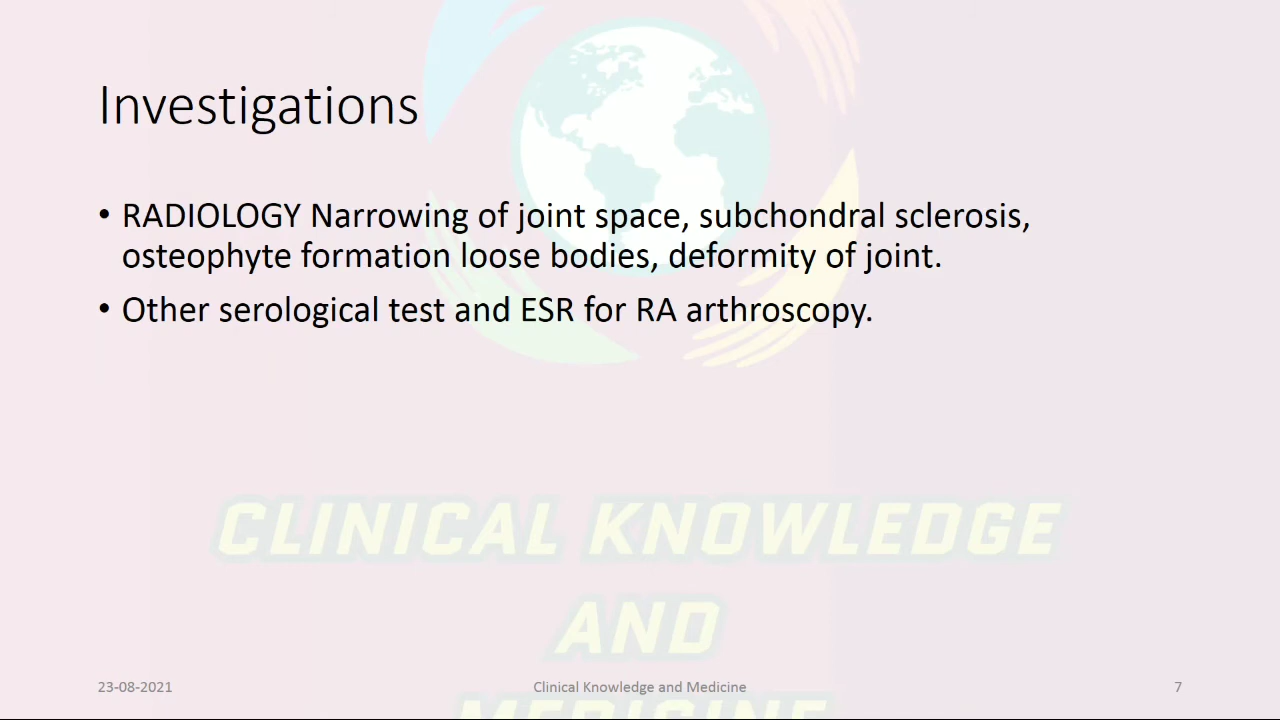 Investigations
• RADIOLOGY Narrowing of joint space, subchondral sclerosis,
osteophyte formation loose bodies, deformity of joint.
• Other serological test and ESR for RA arthroscopy.
CLINICAL KNOWLEDGE
AND
MEDICINE
23-08-2021
Clinical Knowledge and Medicine
7